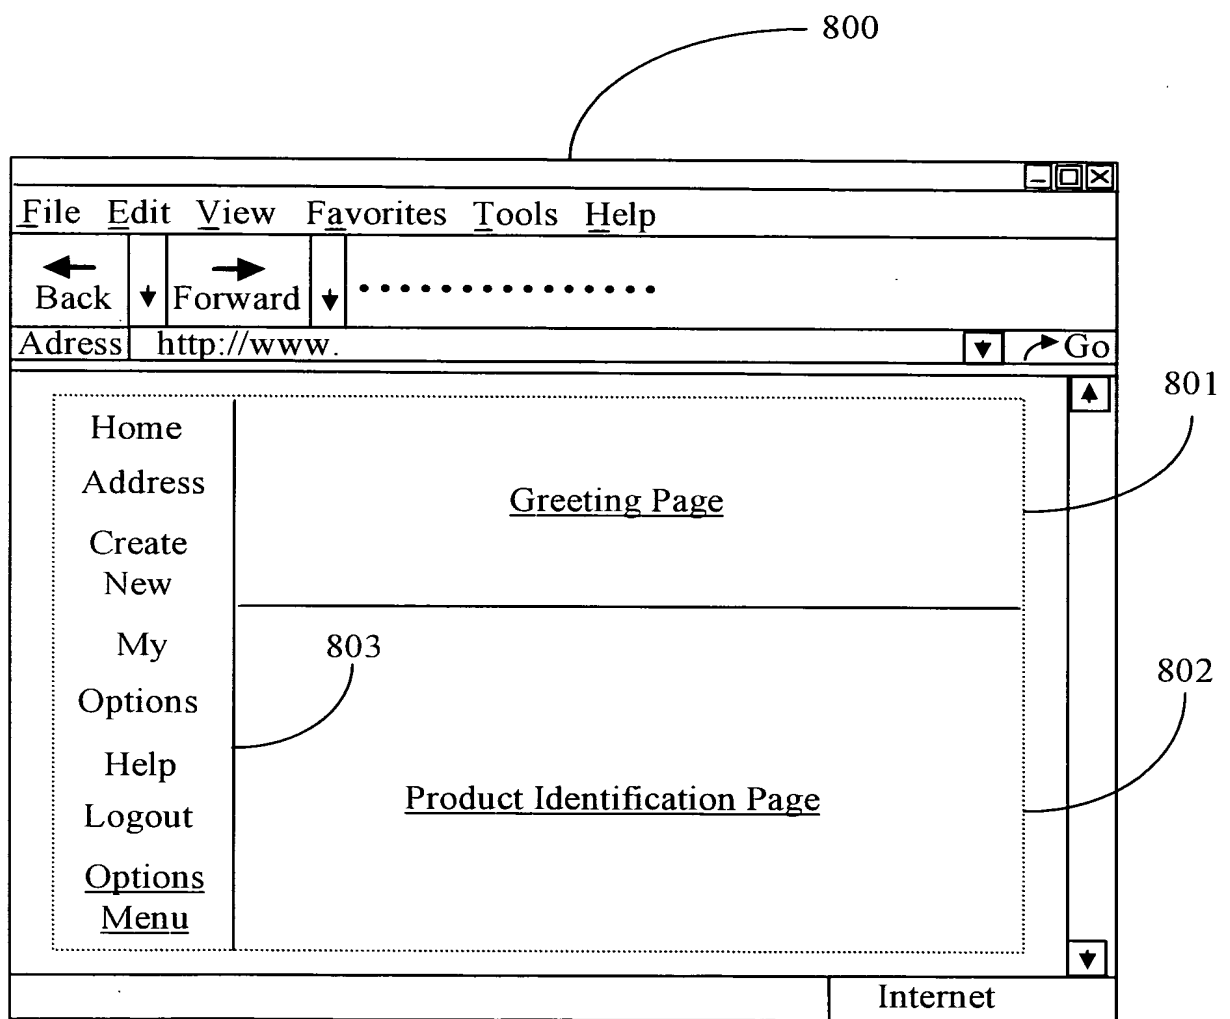 800
File Edit View Favorites Tools Help
Back Forward
Adress http://www. Go
801
Home
Address
Create
New
My
Options
Help
Logout
Options
Menu
Greeting Page
803
802
Product Identification Page
Internet